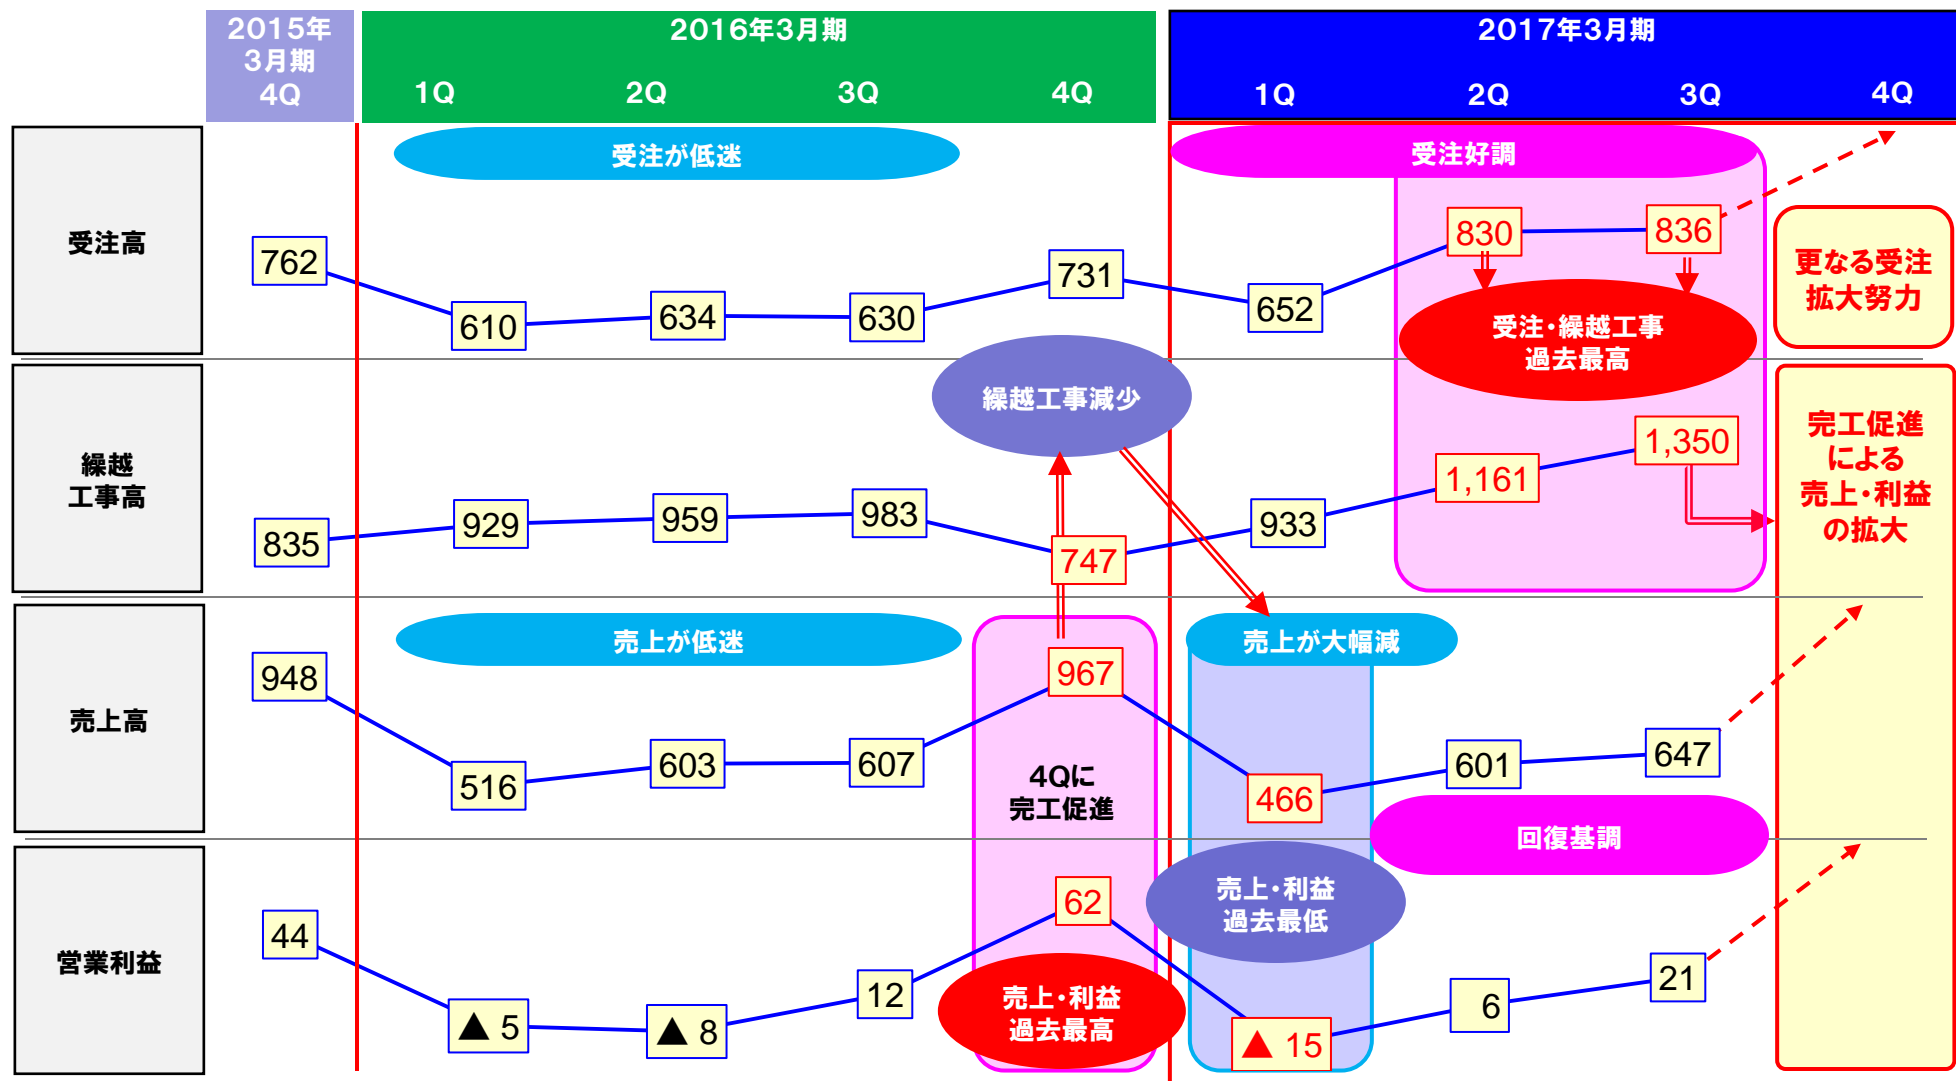 2015年
3月期
4Q
2016年3月期
1Q
2Q
3Q
4Q
2017年3月期
1Q
2Q
3Q
4Q
受注高
受注が低迷
受注好調
762
610
634
630
731
652
830
836
受注・繰越工事
過去最高
更なる受注
拡大努力
繰越
工事高
繰越工事減少
835
929
959
983
747
933
1,161
1,350
完工促進
による
売上・利益
の拡大
売上高
売上が低迷
売上が大幅減
948
516
603
607
967
466
601
647
4Qに
完工促進
回復基調
営業利益
44
▲ 5
▲ 8
12
62
▲ 15
6
21
売上・利益
過去最高
売上・利益
過去最低